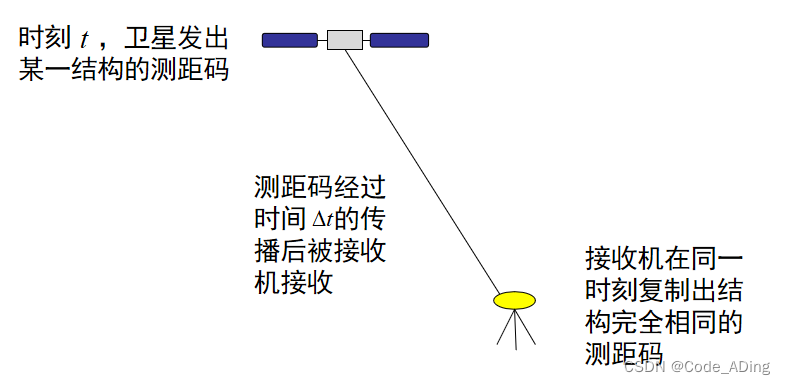 时刻 t ，卫星发出
某一结构的测距码
测距码经过
时间 Δt的传
播后被接收
机接收
接收机在同一
时刻复制出结
构完全相同的
测距码
CSDN @Code_ADing